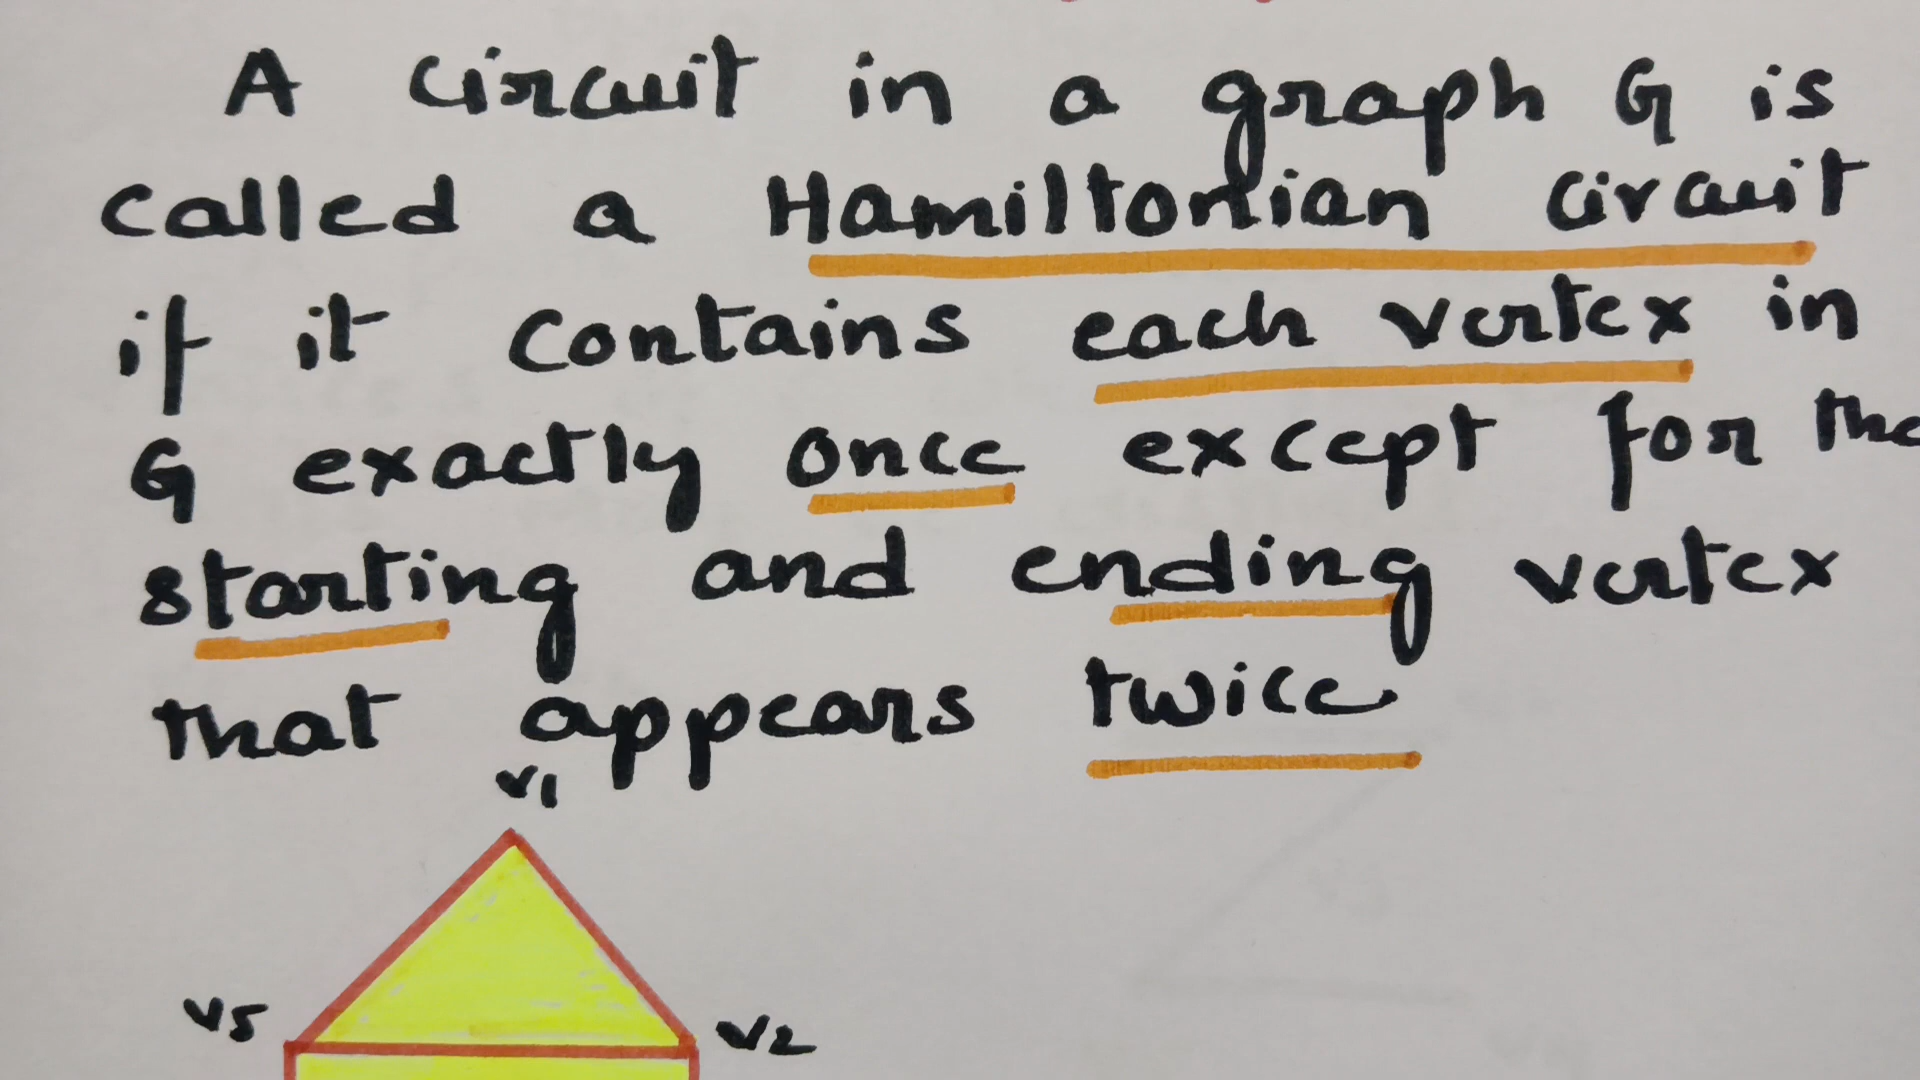 A circuit in a graph G is
called a Hamiltonian circuit
if it contains each vertex in
G exactly once except for the
starting and ending vertex
that appears twice
v1
v5 v2